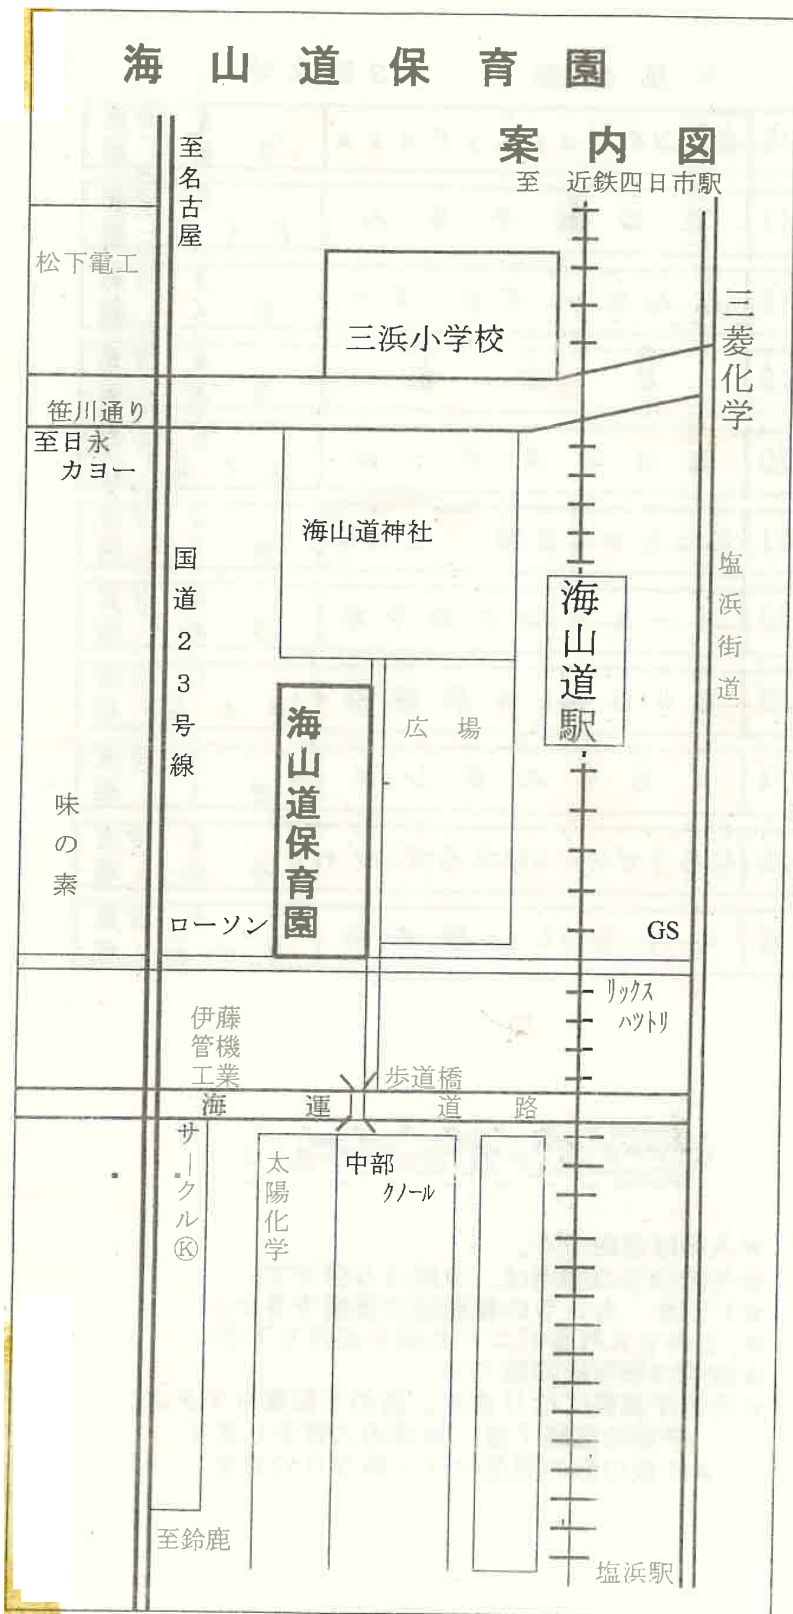 海山道保育園
案内図
至名古屋
至 近鉄四日市駅
松下電工
三浜小学校
三菱化学
笹川通り
至日永
カヨー
海山道神社
国道23号線
海山道駅
塩浜街道
海山道保育園
広場
味の素
ローソン
GS
リックス
ハツトリ
伊藤
管機
工業
歩道橋
海運道路
サークルⓀ
太陽化学
中部
クノール
至鈴鹿
塩浜駅